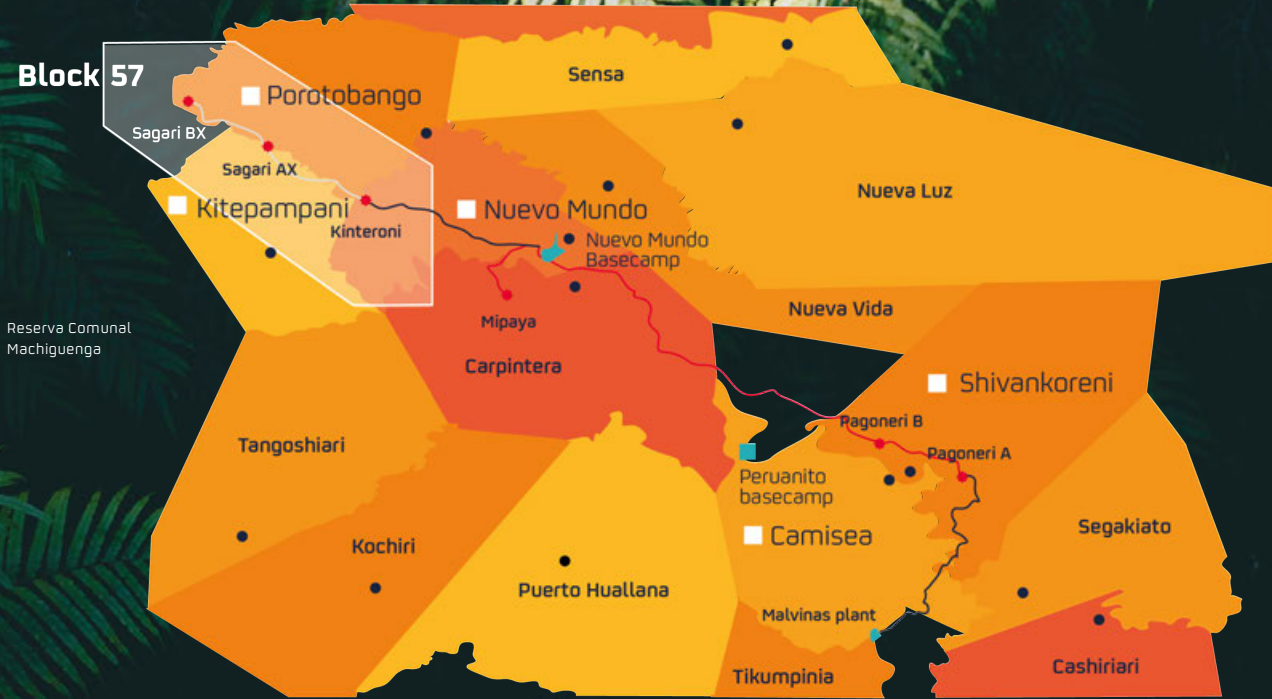 Sensa
Block 57
Porotobango
Sagari BX
Sagari AX
Nueva Luz
Kitepampani
Nuevo Mundo
Kinteroni
Nuevo Mundo
Basecamp
Nueva Vida
Mipaya
Reserva Comunal
Machiguenga
Carpintera
Shivankoreni
Pagoneri B
Tangoshiari
Pagoneri A
Peruanito
basecamp
Segakiato
Camisea
Kochiri
Puerto Huallana
Malvinas plant
Cashiriari
Tikumpinia